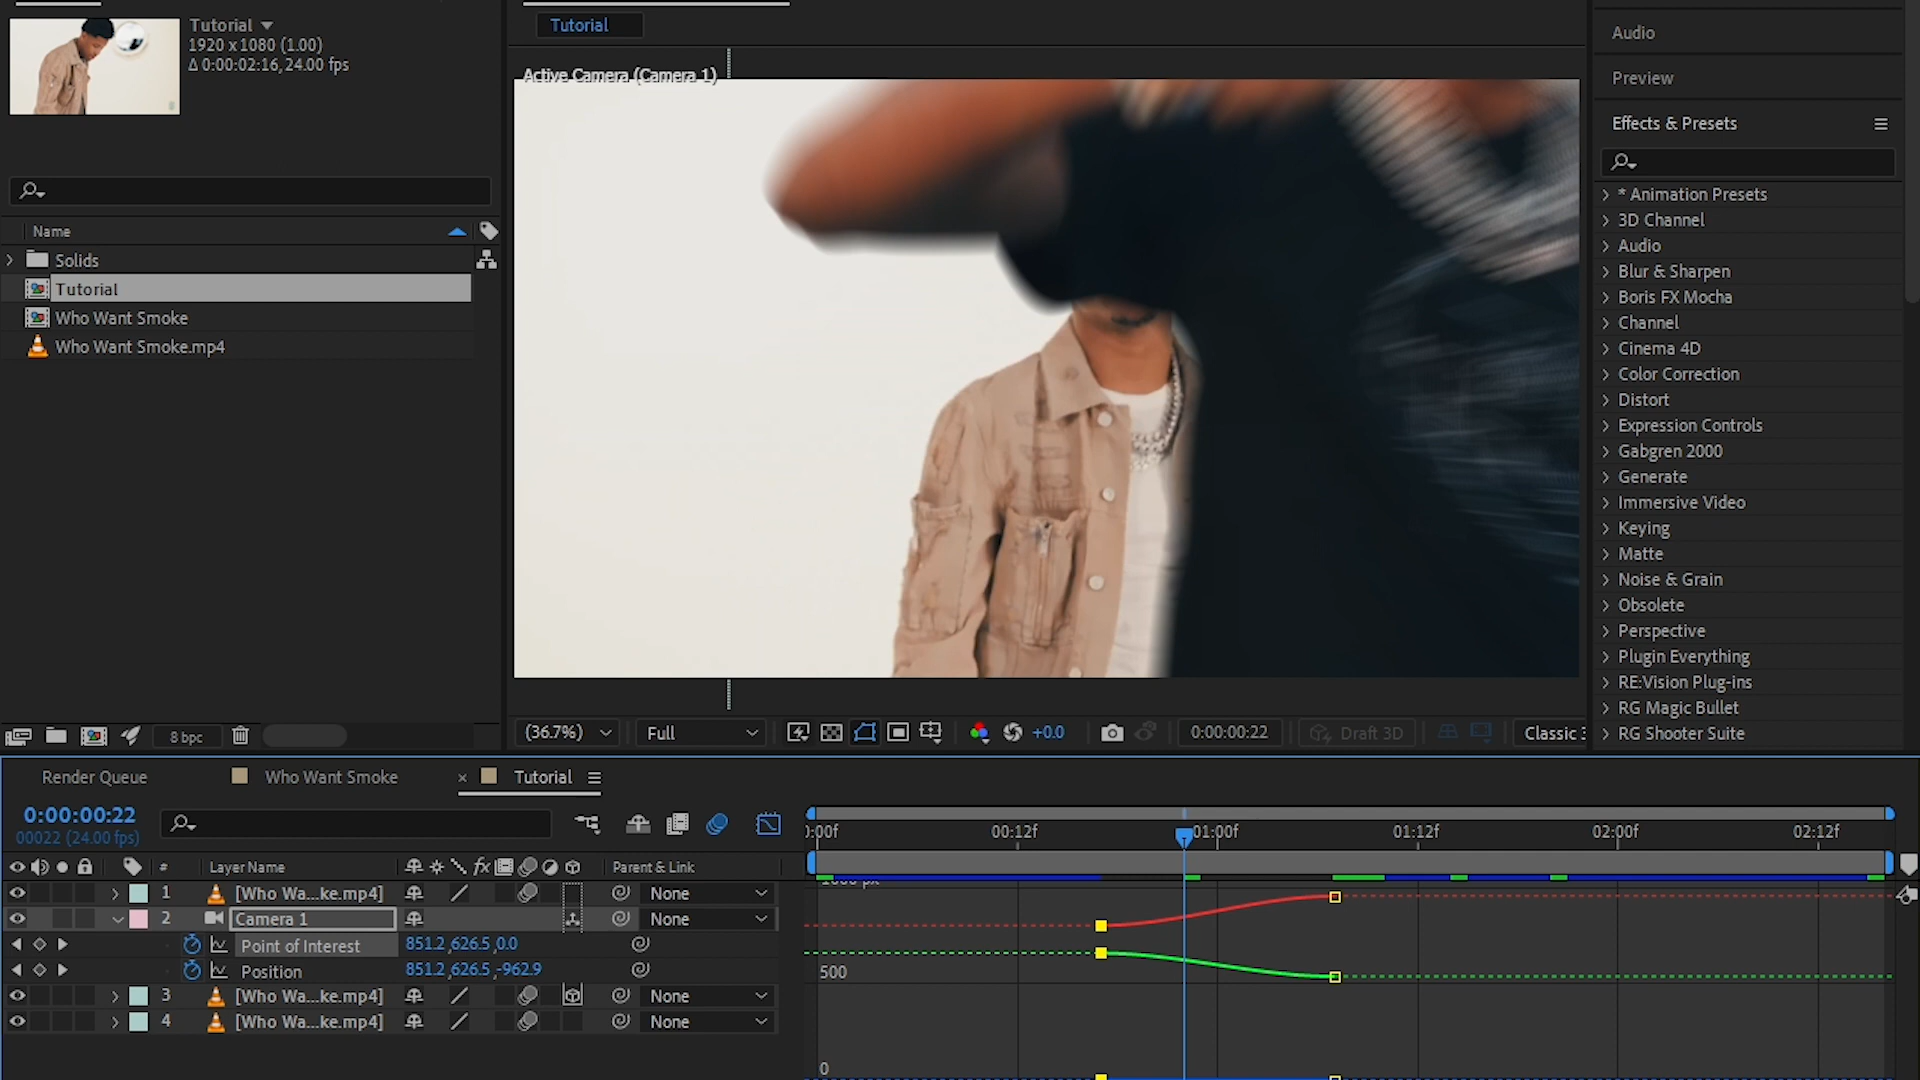 Tutorial
1920 x 1080 (1.00)
Δ 0:00:02:16, 24.00 fps
Name
Solids
Tutorial
Who Want Smoke
Who Want Smoke.mp4
8 bpc
Tutorial
Active Camera (Camera 1)
(36.7%)
Full
+0.0
0:00:00:22
Draft 3D
Classic 3
Audio
Preview
Effects & Presets
* Animation Presets
3D Channel
Audio
Blur & Sharpen
Boris FX Mocha
Channel
Cinema 4D
Color Correction
Distort
Expression Controls
Gabgren 2000
Generate
Immersive Video
Keying
Matte
Noise & Grain
Obsolete
Perspective
Plugin Everything
RE:Vision Plug-ins
RG Magic Bullet
RG Shooter Suite
Render Queue
Who Want Smoke
× Tutorial
0:00:00:22
00022 (24.00 fps)
# Layer Name fx Parent & Link
1 [Who Wa...ke.mp4] None
2 Camera 1 None
Point of Interest 851.2,626.5,0.0
Position 851.2,626.5,-962.9
3 [Who Wa...ke.mp4] None
4 [Who Wa...ke.mp4] None
):00f 00:12f 01:00f 01:12f 02:00f 02:12f
1000 px
500
0